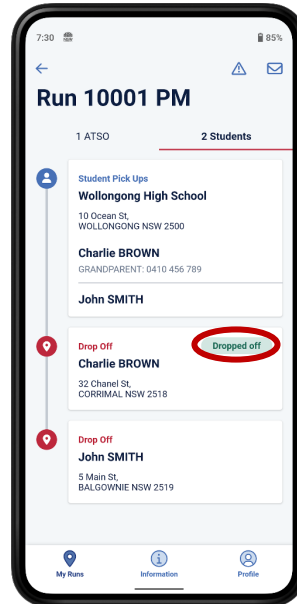 7:30
NSW
85%
Run 10001 PM
1 ATSO
2 Students
Student Pick Ups
Wollongong High School
10 Ocean St,
WOLLONGONG NSW 2500
Charlie BROWN
GRANDPARENT: 0410 456 789
John SMITH
Drop Off
Dropped off
Charlie BROWN
32 Chanel St,
CORRIMAL NSW 2518
Drop Off
John SMITH
5 Main St,
BALGOWNIE NSW 2519
My Runs
Information
Profile